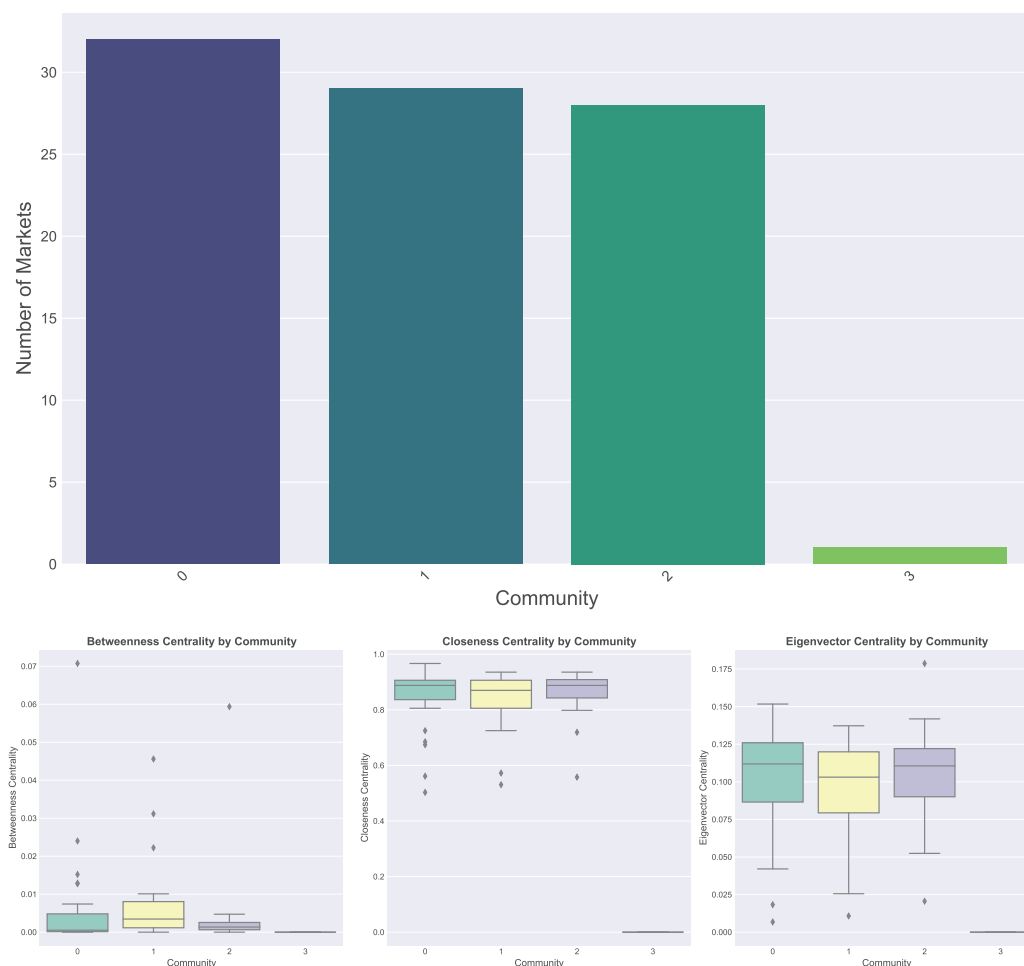 30
25
20
15
10
5
0
Number of Markets
0 1 2 3
Community
Betweenness Centrality by Community
0.07
0.06
0.05
0.04
0.03
0.02
0.01
0.00
Betweenness Centrality
0 1 2 3
Community
Closeness Centrality by Community
1.0
0.8
0.6
0.4
0.2
0.0
Closeness Centrality
0 1 2 3
Community
Eigenvector Centrality by Community
0.175
0.150
0.125
0.100
0.075
0.050
0.025
0.000
Eigenvector Centrality
0 1 2 3
Community